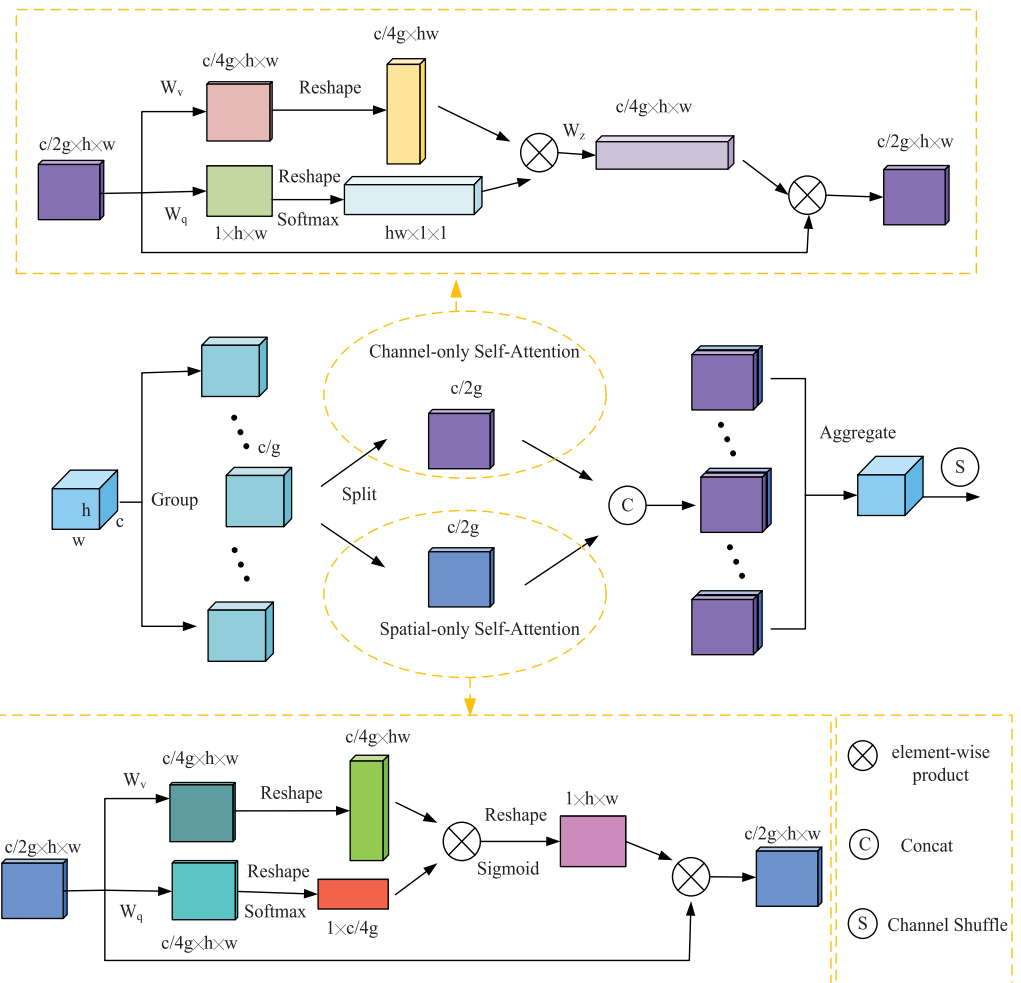 c/4g×hw
c/4g×h×w
Wv
Reshape
c/4g×h×w
Wz
c/2g×h×w
c/2g×h×w
Reshape
Wq
Softmax
1×h×w
hw×1×1
Channel-only Self-Attention
c/2g
c/g
Aggregate
S
h
c
w
Group
Split
C
c/2g
Spatial-only Self-Attention
c/4g×hw
c/4g×h×w
Wv
Reshape
1×h×w
Reshape
c/2g×h×w
c/2g×h×w
Sigmoid
Reshape
Wq
Softmax
c/4g×h×w
1×c/4g
element-wise
product
C
Concat
S
Channel Shuffle